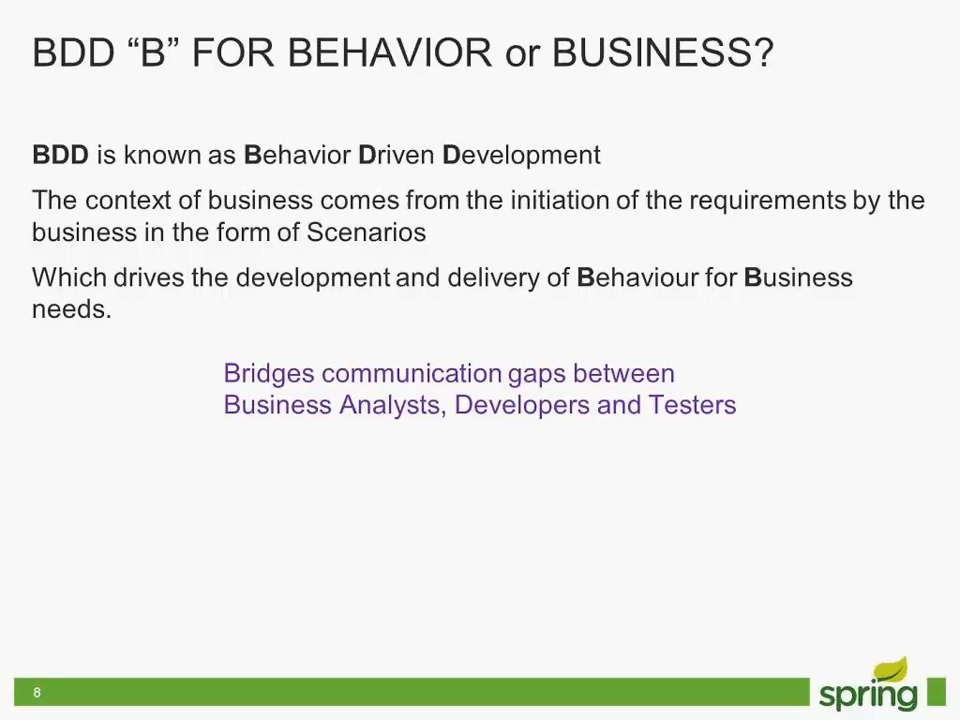 BDD “B” FOR BEHAVIOR or BUSINESS?
BDD is known as Behavior Driven Development
The context of business comes from the initiation of the requirements by the
business in the form of Scenarios
Which drives the development and delivery of Behaviour for Business
needs.
Bridges communication gaps between
Business Analysts, Developers and Testers
8
spring